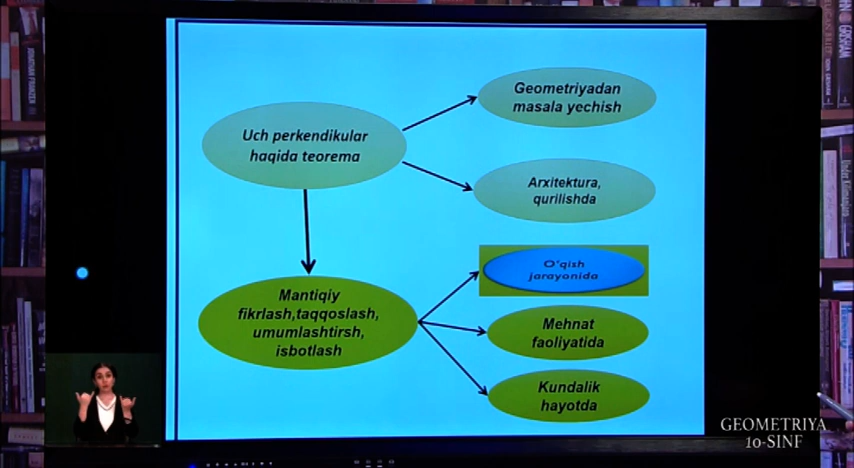 Uch perkendikular
haqida teorema
Geometriyadan
masala yechish
Arxitektura,
qurilishda
Mantiqiy
fikrlash,taqqoslash,
umumlashtirsh,
isbotlash
O'qish
jarayonida
Mehnat
faoliyatida
Kundalik
hayotda
GEOMETRIYA
10-SINF